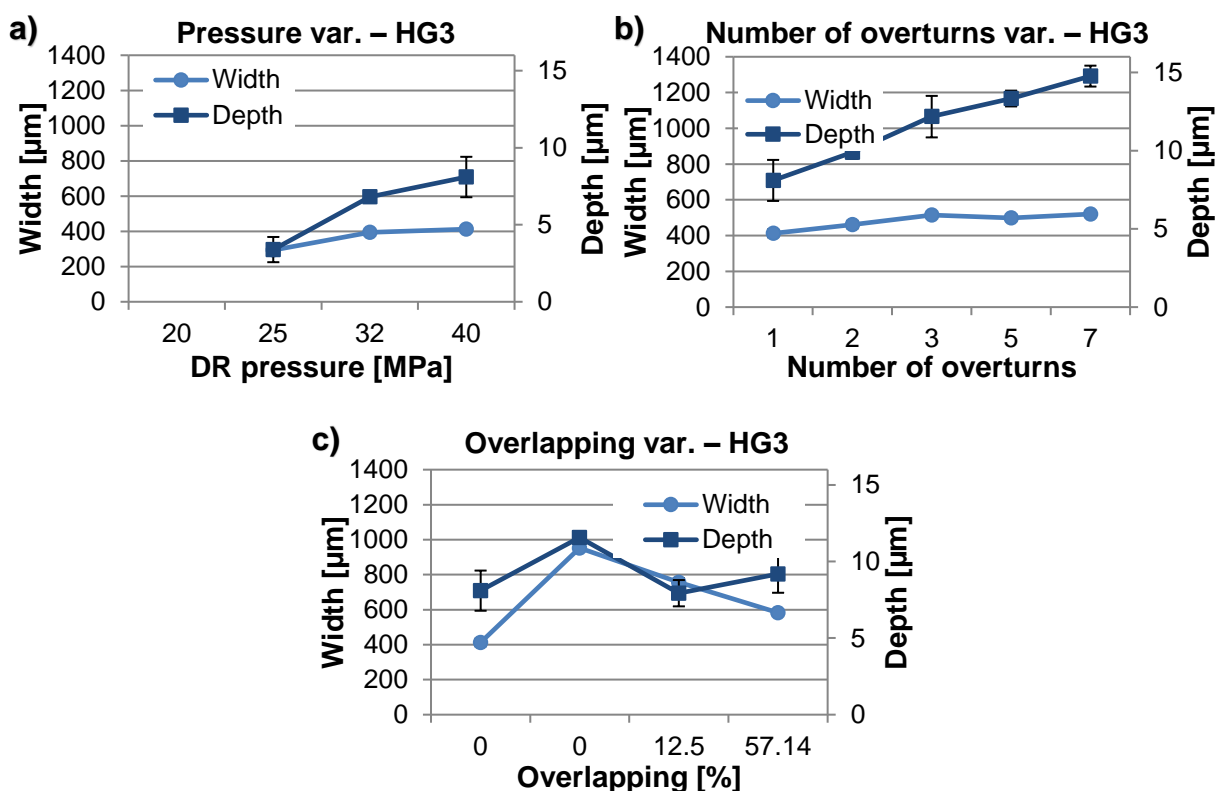 a)
Pressure var. – HG3
1400
1200
1000
800
600
400
200
0
Width [µm]
Width
Depth
15
10
5
0
Depth [µm]
20 25 32 40
DR pressure [MPa]
b)
Number of overturns var. – HG3
1400
1200
1000
800
600
400
200
0
Width [µm]
Width
Depth
15
10
5
0
Depth [µm]
1 2 3 5 7
Number of overturns
c)
Overlapping var. – HG3
1400
1200
1000
800
600
400
200
0
Width [µm]
Width
Depth
15
10
5
0
Depth [µm]
0 0 12.5 57.14
Overlapping [%]